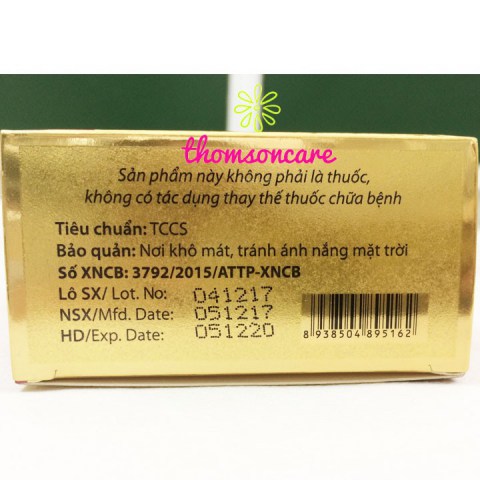 thomsoncare
Sản phẩm này không phải là thuốc,
không có tác dụng thay thế thuốc chữa bệnh
Tiêu chuẩn: TCCS
Bảo quản: Nơi khô mát, tránh ánh nắng mặt trời
Số XNCB: 3792/2015/ATTP-XNCB
Lô SX/ Lot. No: 041217
NSX/Mfd. Date: 051217
HD/Exp. Date: 051220
8 938504 895162